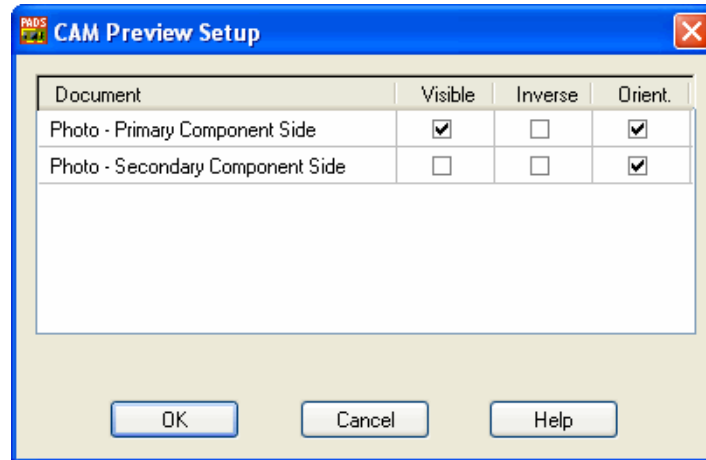 PADS
CAM Preview Setup
Document Visible Inverse Orient.
Photo - Primary Component Side
Photo - Secondary Component Side
OK Cancel Help